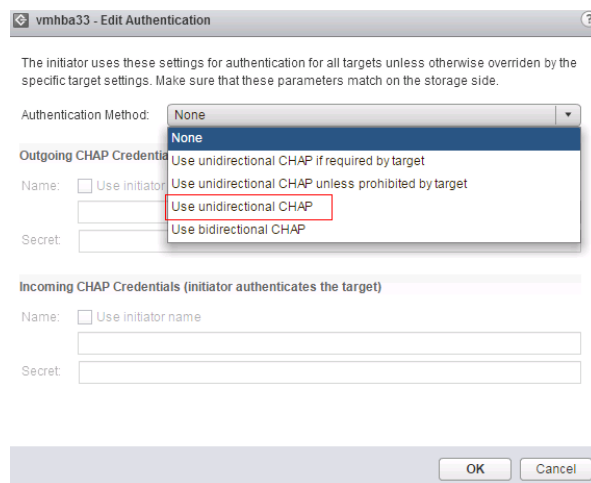 vmhba33 - Edit Authentication
?
The initiator uses these settings for authentication for all targets unless otherwise overriden by the
specific target settings. Make sure that these parameters match on the storage side.
Authentication Method: None
None
Outgoing CHAP
Use unidirectional CHAP if required by target
Name: Use initiator
Use unidirectional CHAP unless prohibited by target
Use unidirectional CHAP
Secret:
Use bidirectional CHAP
Incoming CHAP Credentials (initiator authenticates the target)
Name: Use initiator name
Secret:
OK Cancel